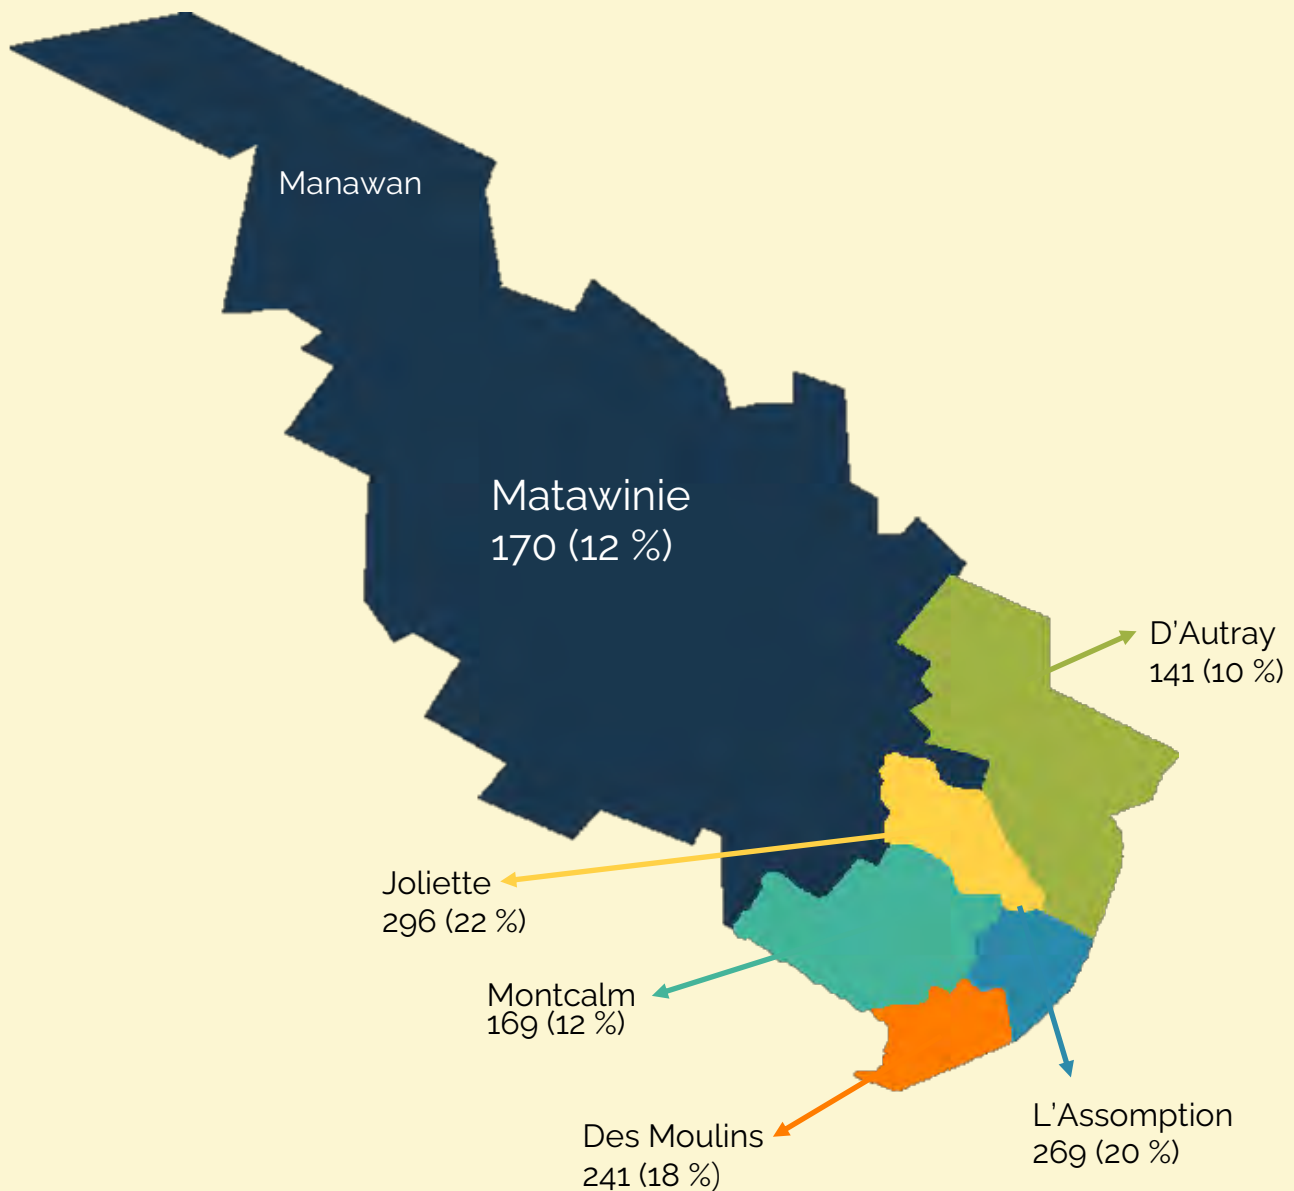 Manawan
Matawinie
170 (12 %)
D'Autray
141 (10 %)
Joliette
296 (22 %)
Montcalm
169 (12 %)
L'Assomption
269 (20 %)
Des Moulins
241 (18 %)